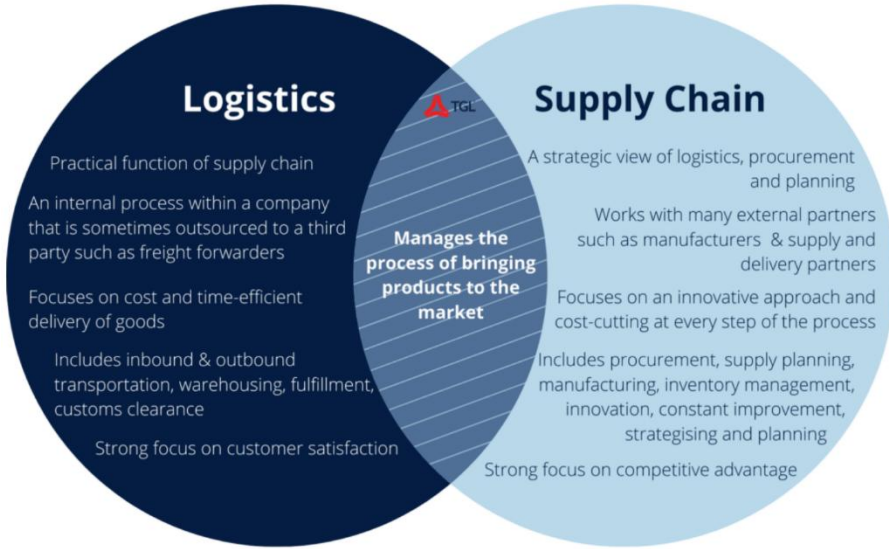 Logistics
Practical function of supply chain
An internal process within a company
that is sometimes outsourced to a third
party such as freight forwarders
Focuses on cost and time-efficient
delivery of goods
Includes inbound & outbound
transportation, warehousing, fulfillment,
customs clearance
Strong focus on customer satisfaction
TGL
Manages the
process of bringing
products to the
market
Supply Chain
A strategic view of logistics, procurement
and planning
Works with many external partners
such as manufacturers & supply and
delivery partners
Focuses on an innovative approach and
cost-cutting at every step of the process
Includes procurement, supply planning,
manufacturing, inventory management,
innovation, constant improvement,
strategising and planning
Strong focus on competitive advantage